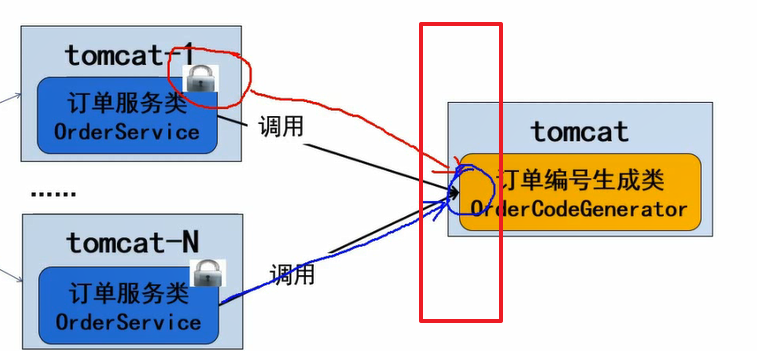 tomcat-1
订单服务类
OrderService
调用
tomcat
订单编号生成类
OrderCodeGenerator
......
tomcat-N
订单服务类
OrderService
调用